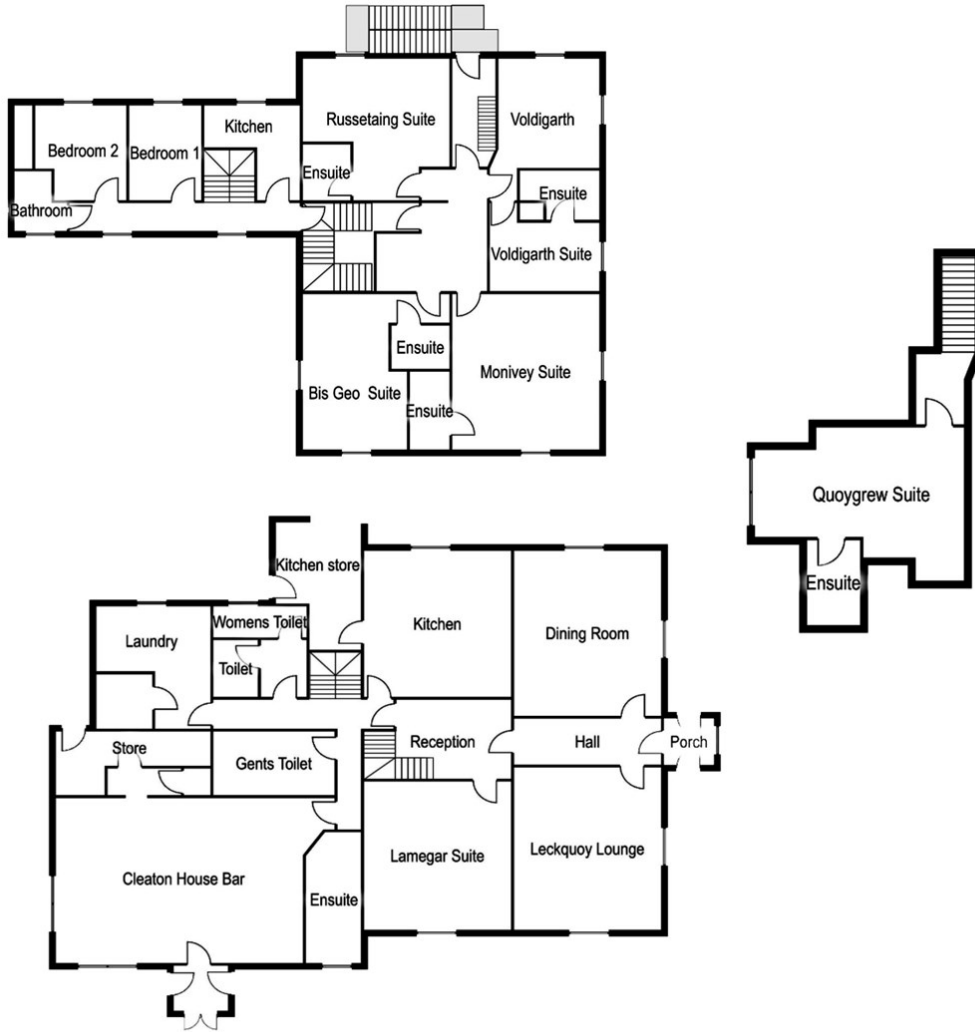 Russetaing Suite
Voldigarth
Kitchen
Bedroom 2
Bedroom 1
Ensuite
Ensuite
Bathroom
Voldigarth Suite
Ensuite
Monivey Suite
Bis Geo Suite
Ensuite
Quoygrew Suite
Ensuite
Kitchen store
Womens Toilet
Kitchen
Dining Room
Laundry
Toilet
Reception
Hall
Porch
Store
Gents Toilet
Leckquoy Lounge
Lamegar Suite
Cleaton House Bar
Ensuite